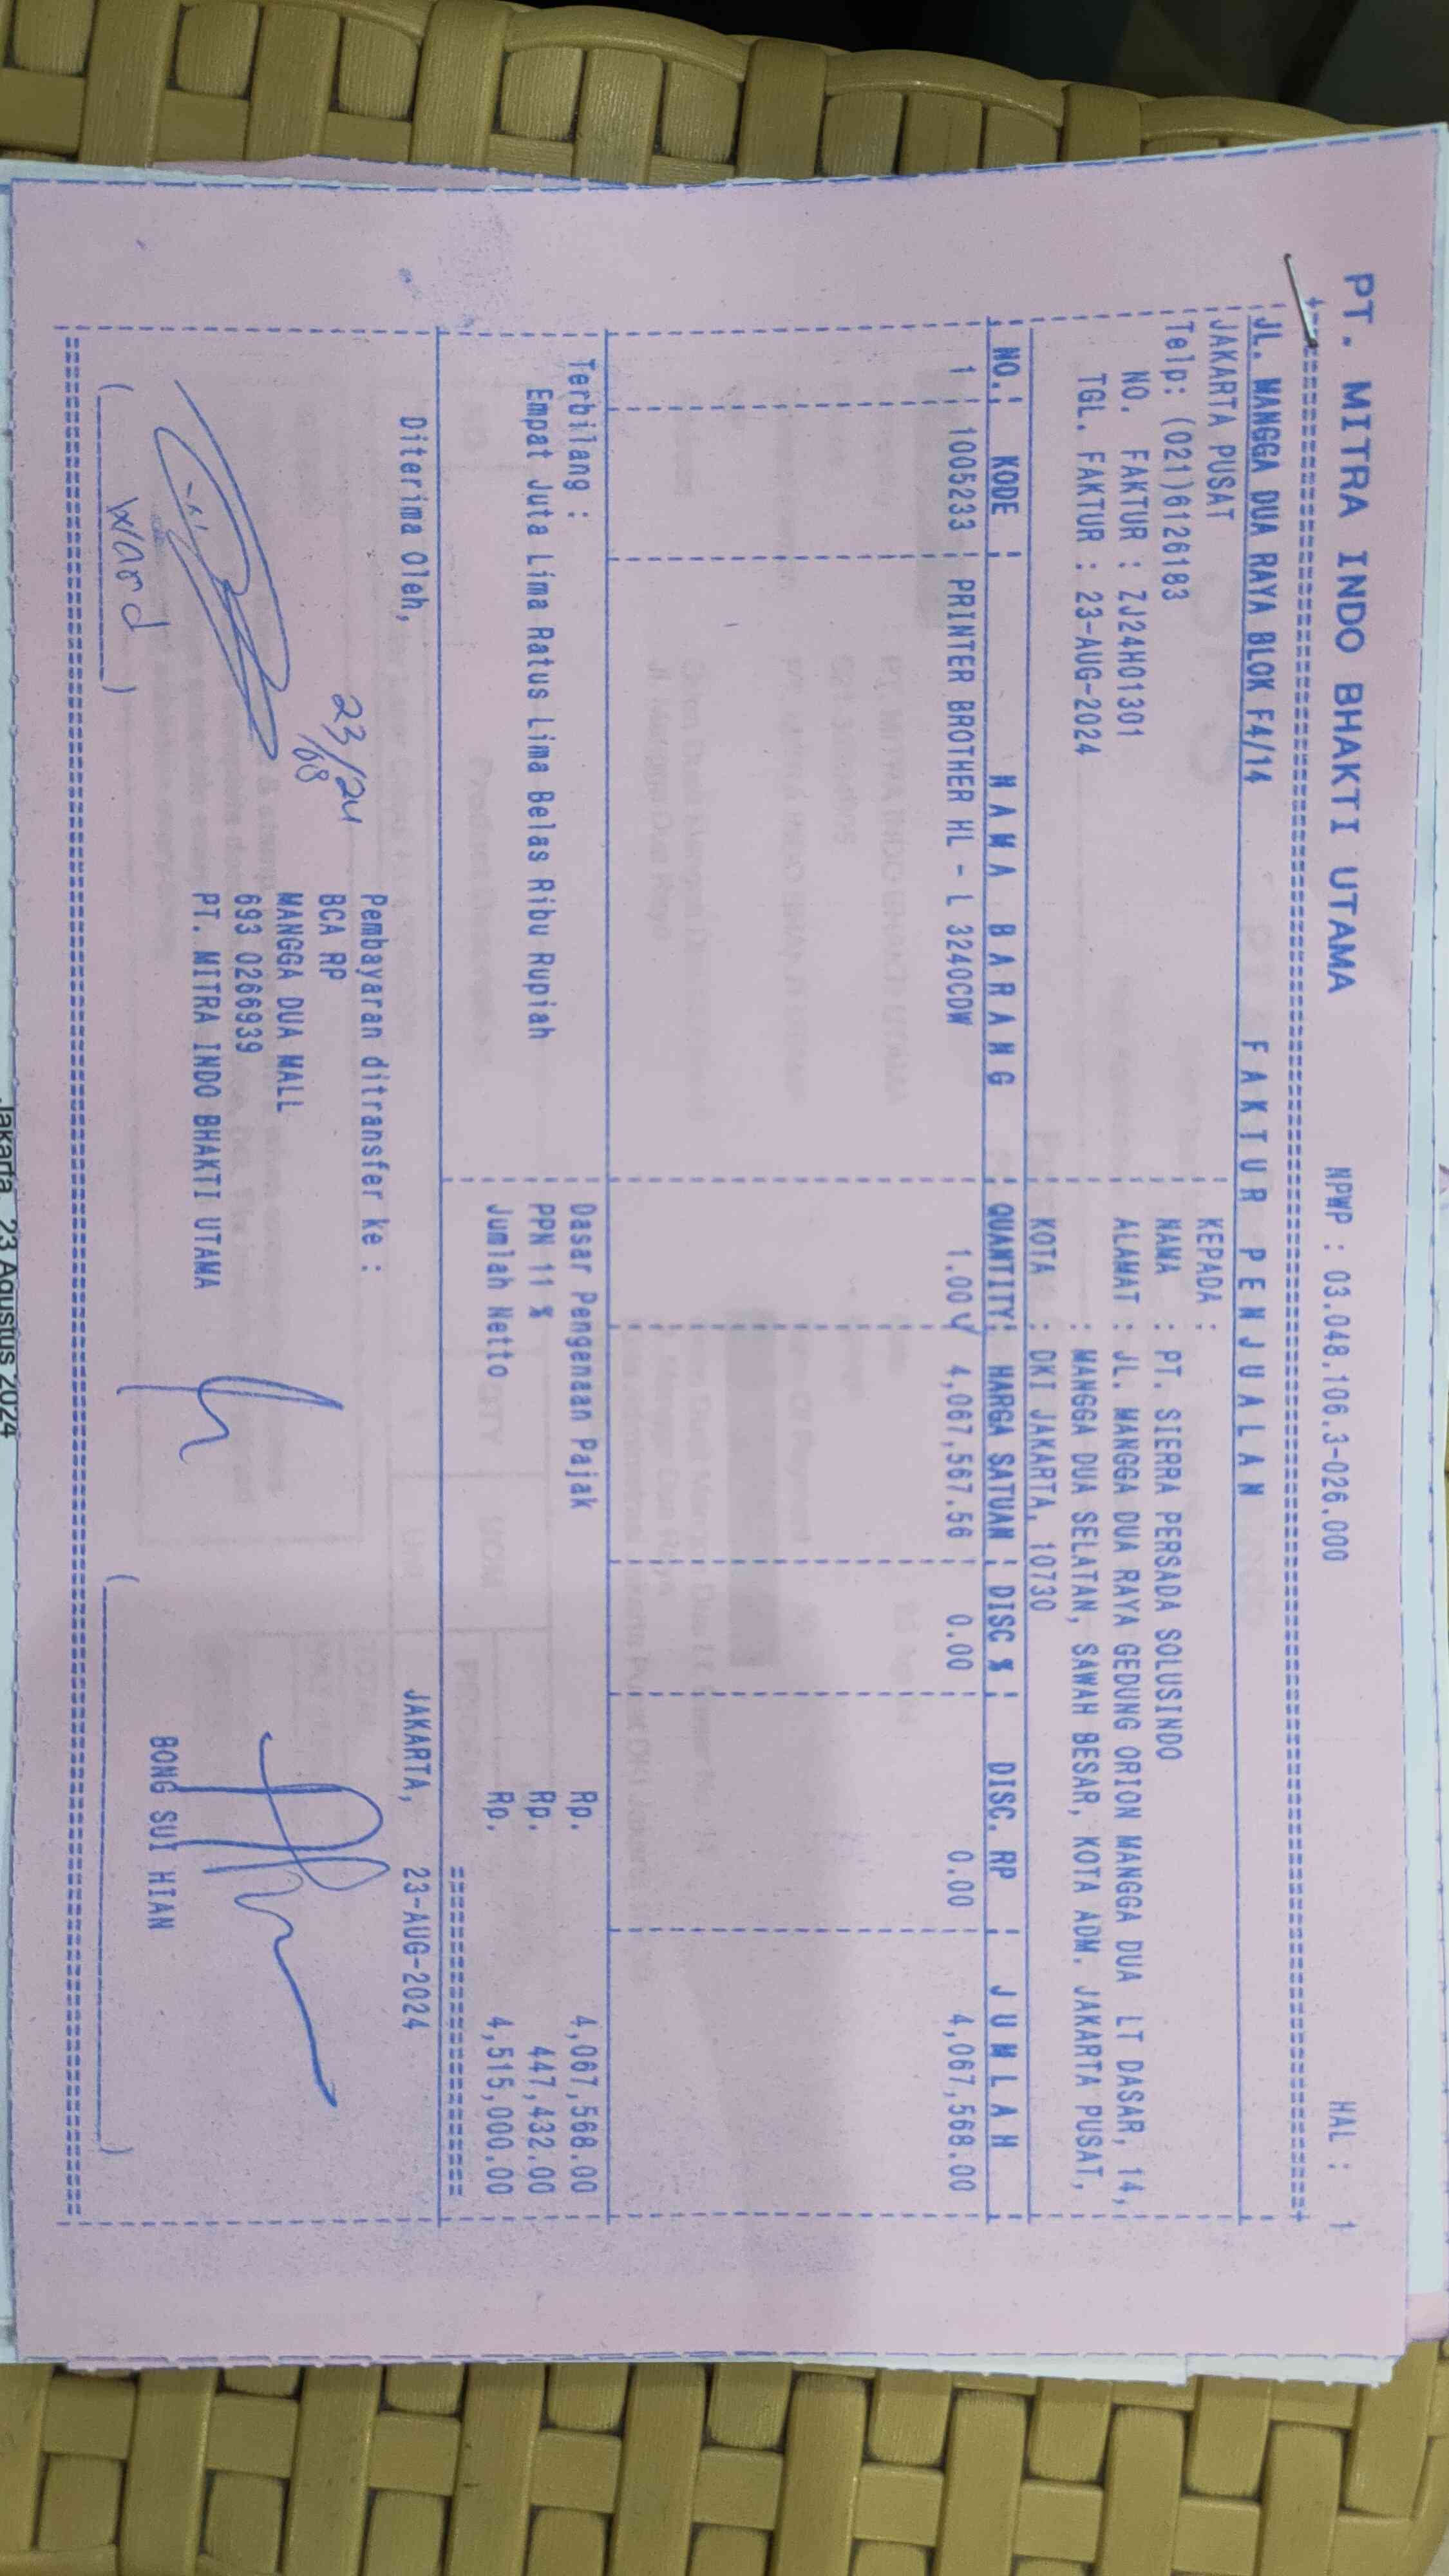 PT. MITRA INDO BHAKTI UTAMA NPWP : 03.048.106.3-026.000 HAL : 1
JL. MANGGA DUA RAYA BLOK F4/14 F A K T U R P E N J U A L A N
JAKARTA PUSAT KEPADA :
Telp: (021)6126183 NAMA : PT. SIERRA PERSADA SOLUSINDO
NO. FAKTUR : ZJ24H01301 ALAMAT : JL. MANGGA DUA RAYA GEDUNG ORION MANGGA DUA LT DASAR, 14,
TGL. FAKTUR : 23-AUG-2024 : MANGGA DUA SELATAN, SAWAH BESAR, KOTA ADM. JAKARTA PUSAT,
KOTA : DKI JAKARTA, 10730
NO. KODE N A M A B A R A N G QUANTITY HARGA SATUAN DISC % DISC. RP J U M L A H
1 1005233 PRINTER BROTHER HL - L 3240CDW 1.00 4,067,567.56 0.00 0.00 4,067,568.00
Terbilang : Dasar Pengenaan Pajak Rp. 4,067,568.00
Empat Juta Lima Ratus Lima Belas Ribu Rupiah PPN 11 % Rp. 447,432.00
Jumlah Netto Rp. 4,515,000.00
Diterima Oleh, JAKARTA, 23-AUG-2024
Pembayaran ditransfer ke :
23/24
08
BCA RP
MANGGA DUA MALL
693 0266939
PT. MITRA INDO BHAKTI UTAMA
BONG SUI HIAN
( Ward )
Jakarta, 23 Agustus 2024